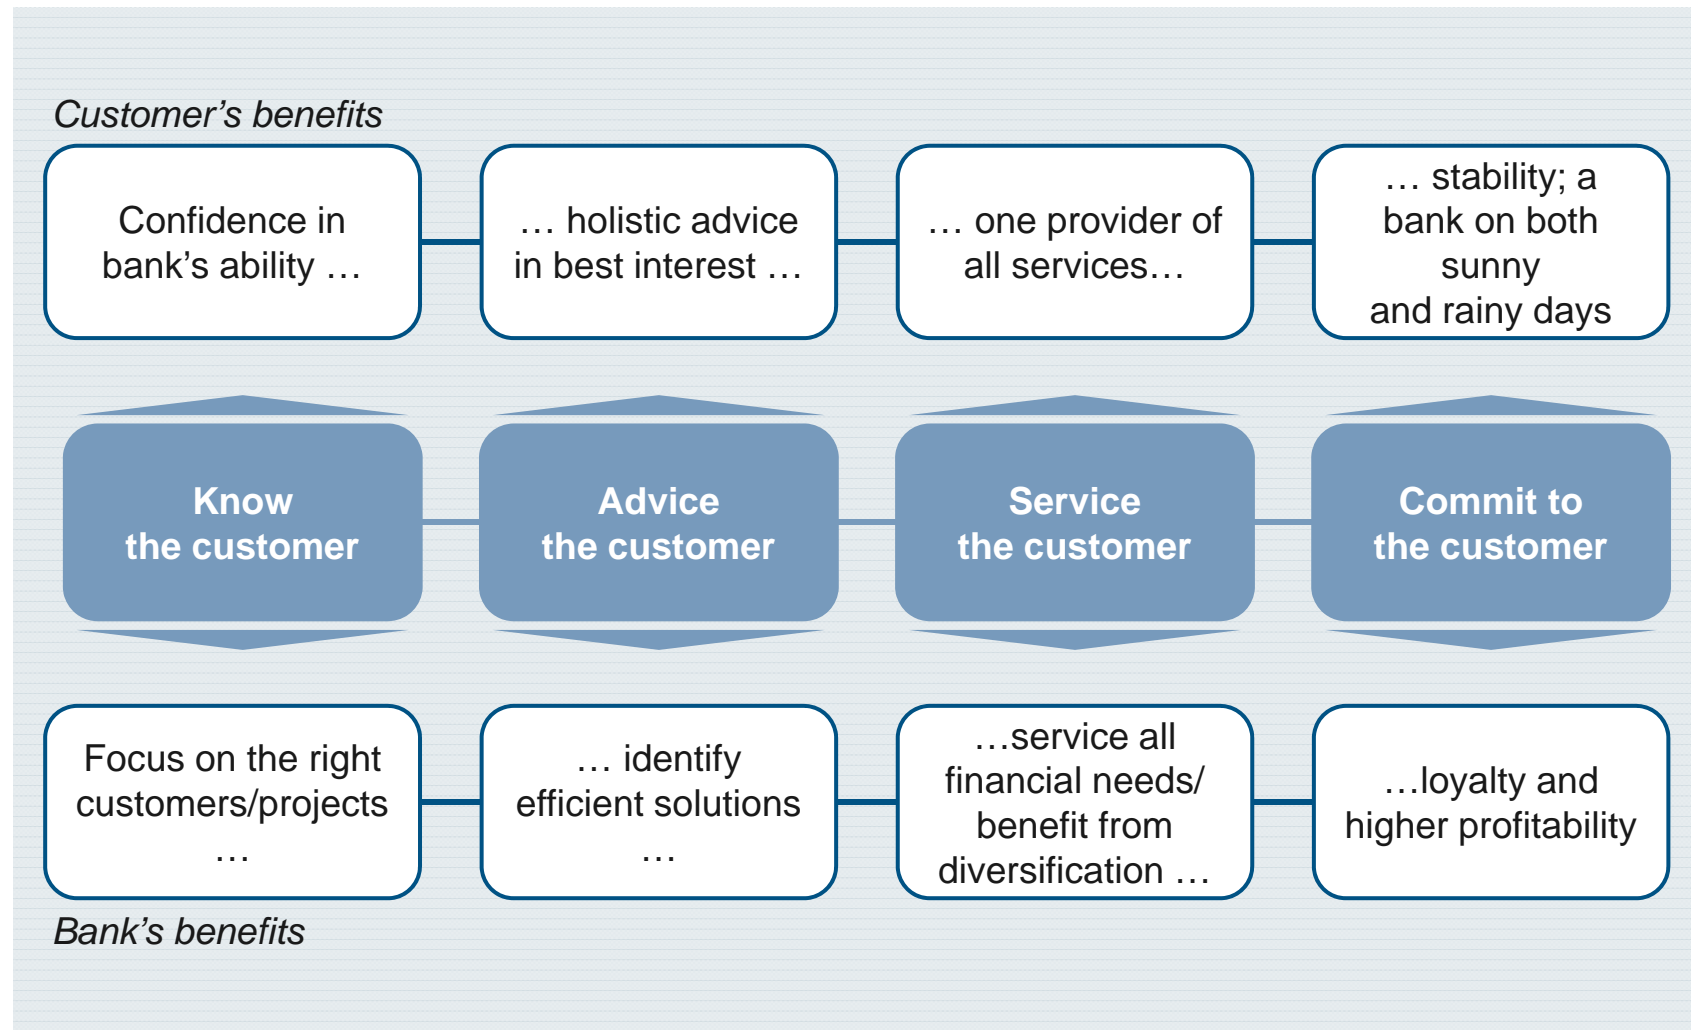 Customer’s benefits
Confidence in
bank’s ability …
… holistic advice
in best interest …
… one provider of
all services…
… stability; a
bank on both
sunny
and rainy days
Know
the customer
Advice
the customer
Service
the customer
Commit to
the customer
Focus on the right
customers/projects
…
… identify
efficient solutions
…
…service all
financial needs/
benefit from
diversification …
…loyalty and
higher profitability
Bank’s benefits